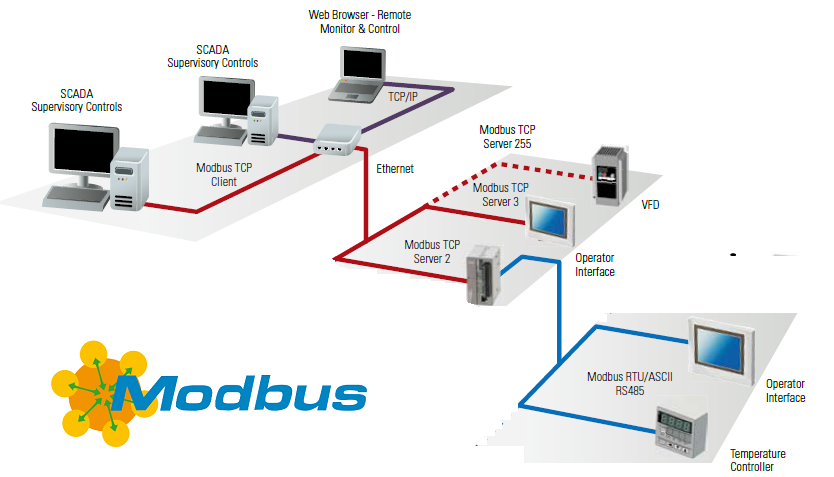 Web Browser - Remote
Monitor & Control
SCADA
Supervisory Controls
SCADA
Supervisory Controls
TCP/IP
Modbus TCP
Client
Ethernet
Modbus TCP
Server 255
VFD
Modbus TCP
Server 3
Operator
Interface
Modbus TCP
Server 2
Modbus RTU/ASCII
RS485
Operator
Interface
Temperature
Controller
Modbus